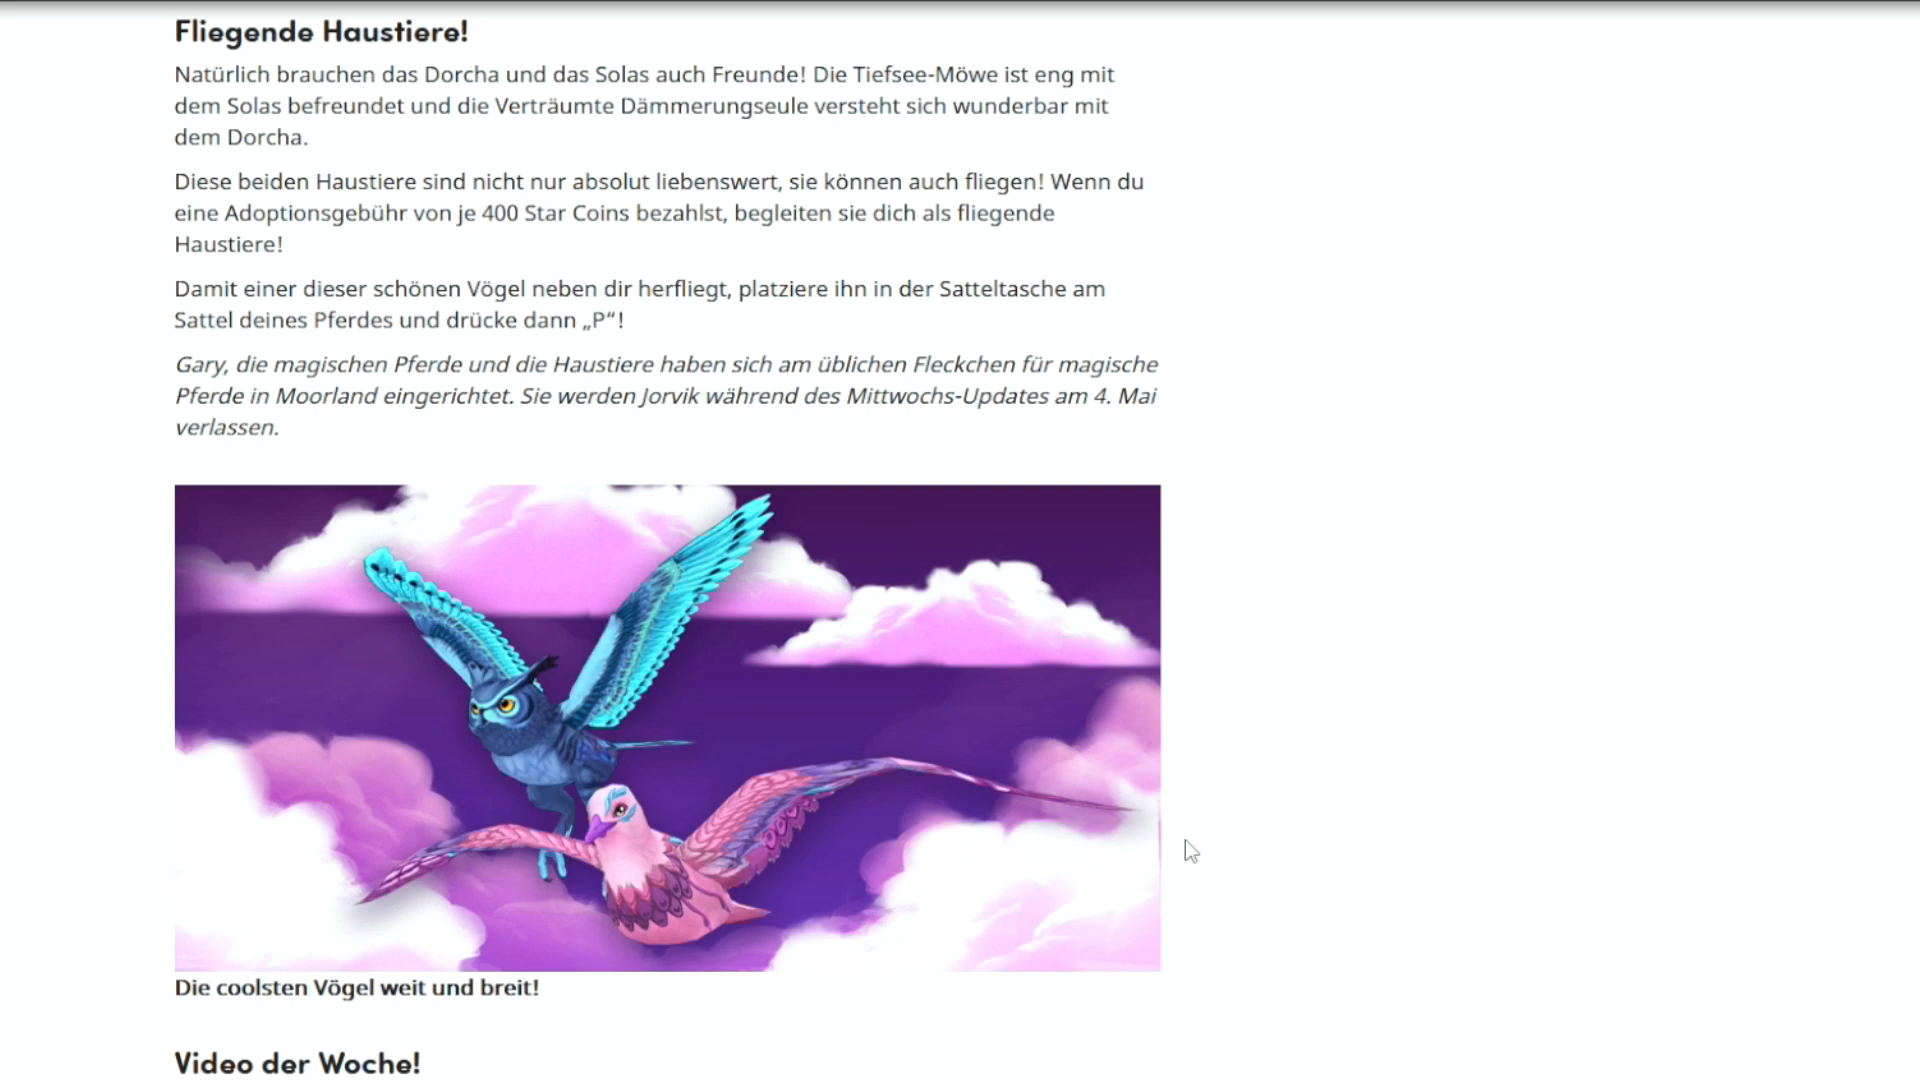 Fliegende Haustiere!
Natürlich brauchen das Dorcha und das Solas auch Freunde! Die Tiefsee-Möwe ist eng mit
dem Solas befreundet und die Verträumte Dämmerungseule versteht sich wunderbar mit
dem Dorcha.
Diese beiden Haustiere sind nicht nur absolut liebenswert, sie können auch fliegen! Wenn du
eine Adoptionsgebühr von je 400 Star Coins bezahlst, begleiten sie dich als fliegende
Haustiere!
Damit einer dieser schönen Vögel neben dir herfliegt, platziere ihn in der Satteltasche am
Sattel deines Pferdes und drücke dann „P“!
Gary, die magischen Pferde und die Haustiere haben sich am üblichen Fleckchen für magische
Pferde in Moorland eingerichtet. Sie werden Jorvik während des Mittwochs-Updates am 4. Mai
verlassen.
Die coolsten Vögel weit und breit!
Video der Woche!